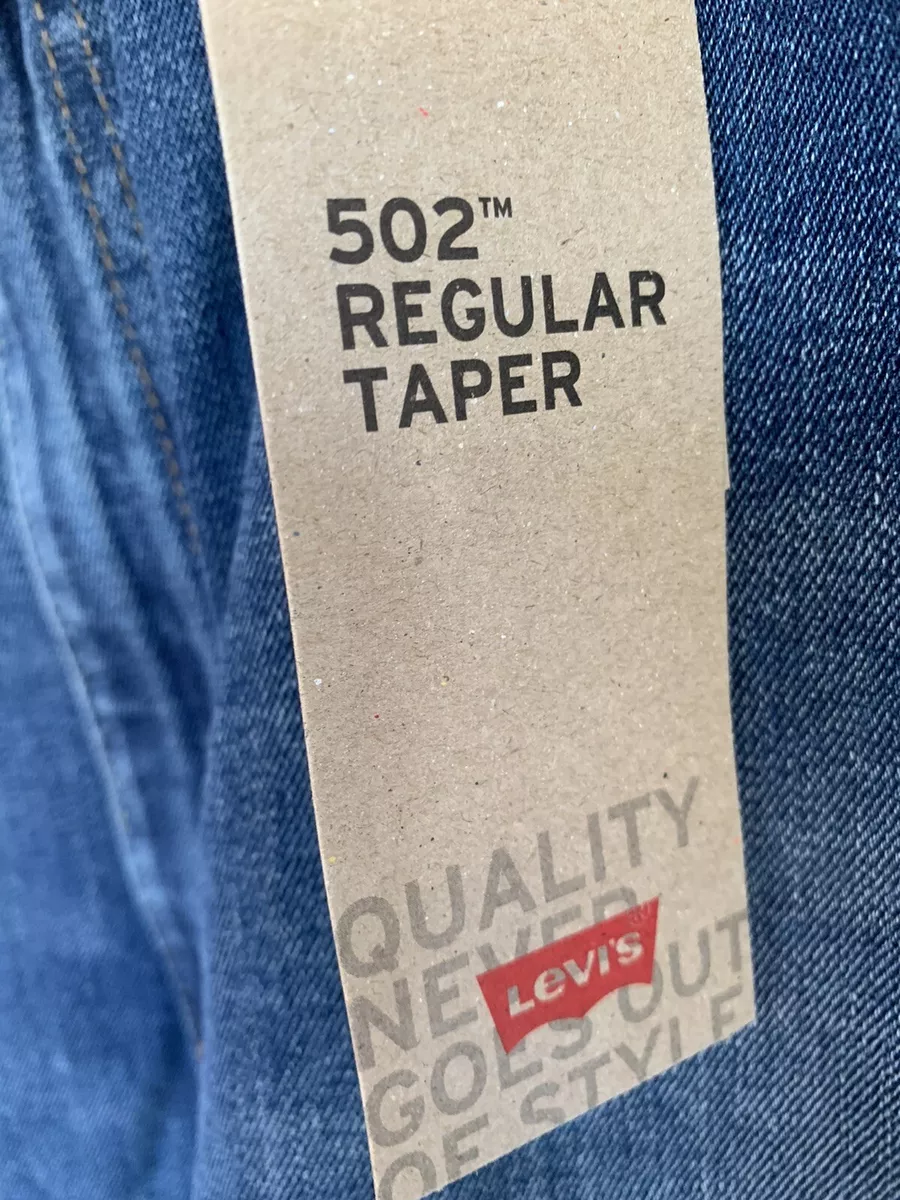 502™
REGULAR
TAPER
QUALITY
NEVER
Levi's
GOES OUT
OF STYLE